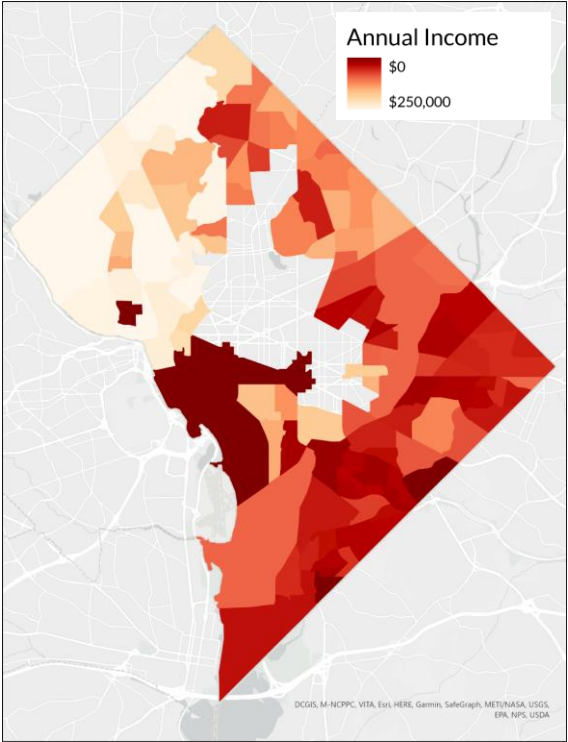 Annual Income
$0
$250,000
DCGIS, M-NCPPC, VITA, Esri, HERE, Garmin, SafeGraph, METI/NASA, USGS,
EPA, NPS, USDA